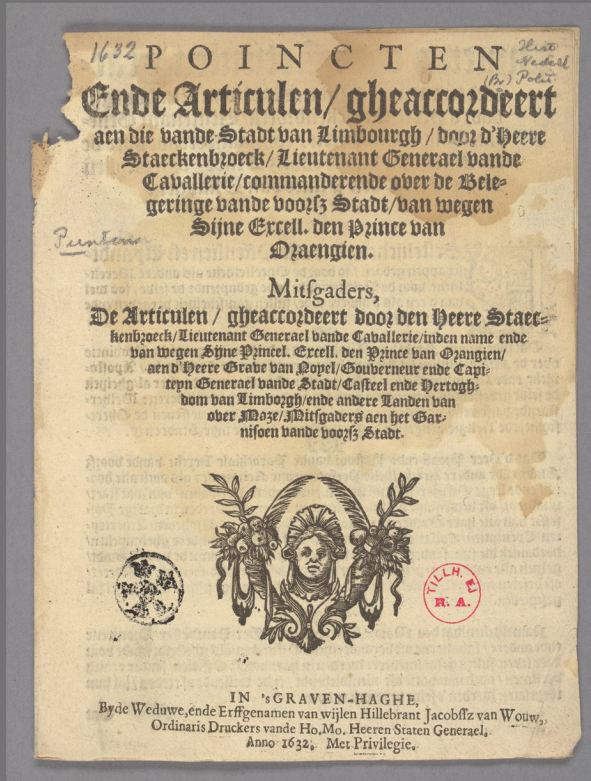 1632
Hist
Nederl
(Br) Polit.
POINCTEN
Ende Articulen/ gheaccordeert
aen die vande Stadt van Limbourgh / door d'Heere
Staeckenbroeck/ Lieutenant Generael vande
Cavallerie/commanderende over de Bele-
geringe vande voorsz Stadt/van wegen
Sijne Excell. den Prince van
Oraengien.
Mitsgaders,
De Articulen / gheaccordeert door den Heere Staec-
kenbroeck/Lieutenant Generael vande Cavallerie/inden name ende
van wegen Sijne Princel. Excell. den Prince van Orangien/
aen d'Heere Grave van Noyel/Gouverneur ende Capi-
teyn Generael vande Stadt/Casteel ende Hertogh-
dom van Limborgh/ende andere Landen van
over Maze/Mitsgaders aen het Gar-
nisoen vande voorsz Stadt.
TILLH. EJ
R. A.
IN 'sGRAVEN-HAGHE,
By de Weduwe, ende Erffgenamen van wijlen Hillebrant Jacobssz van Wouw,
Ordinaris Druckers vande Ho. Mo. Heeren Staten Generael.
Anno 1632. Met Privilegie.